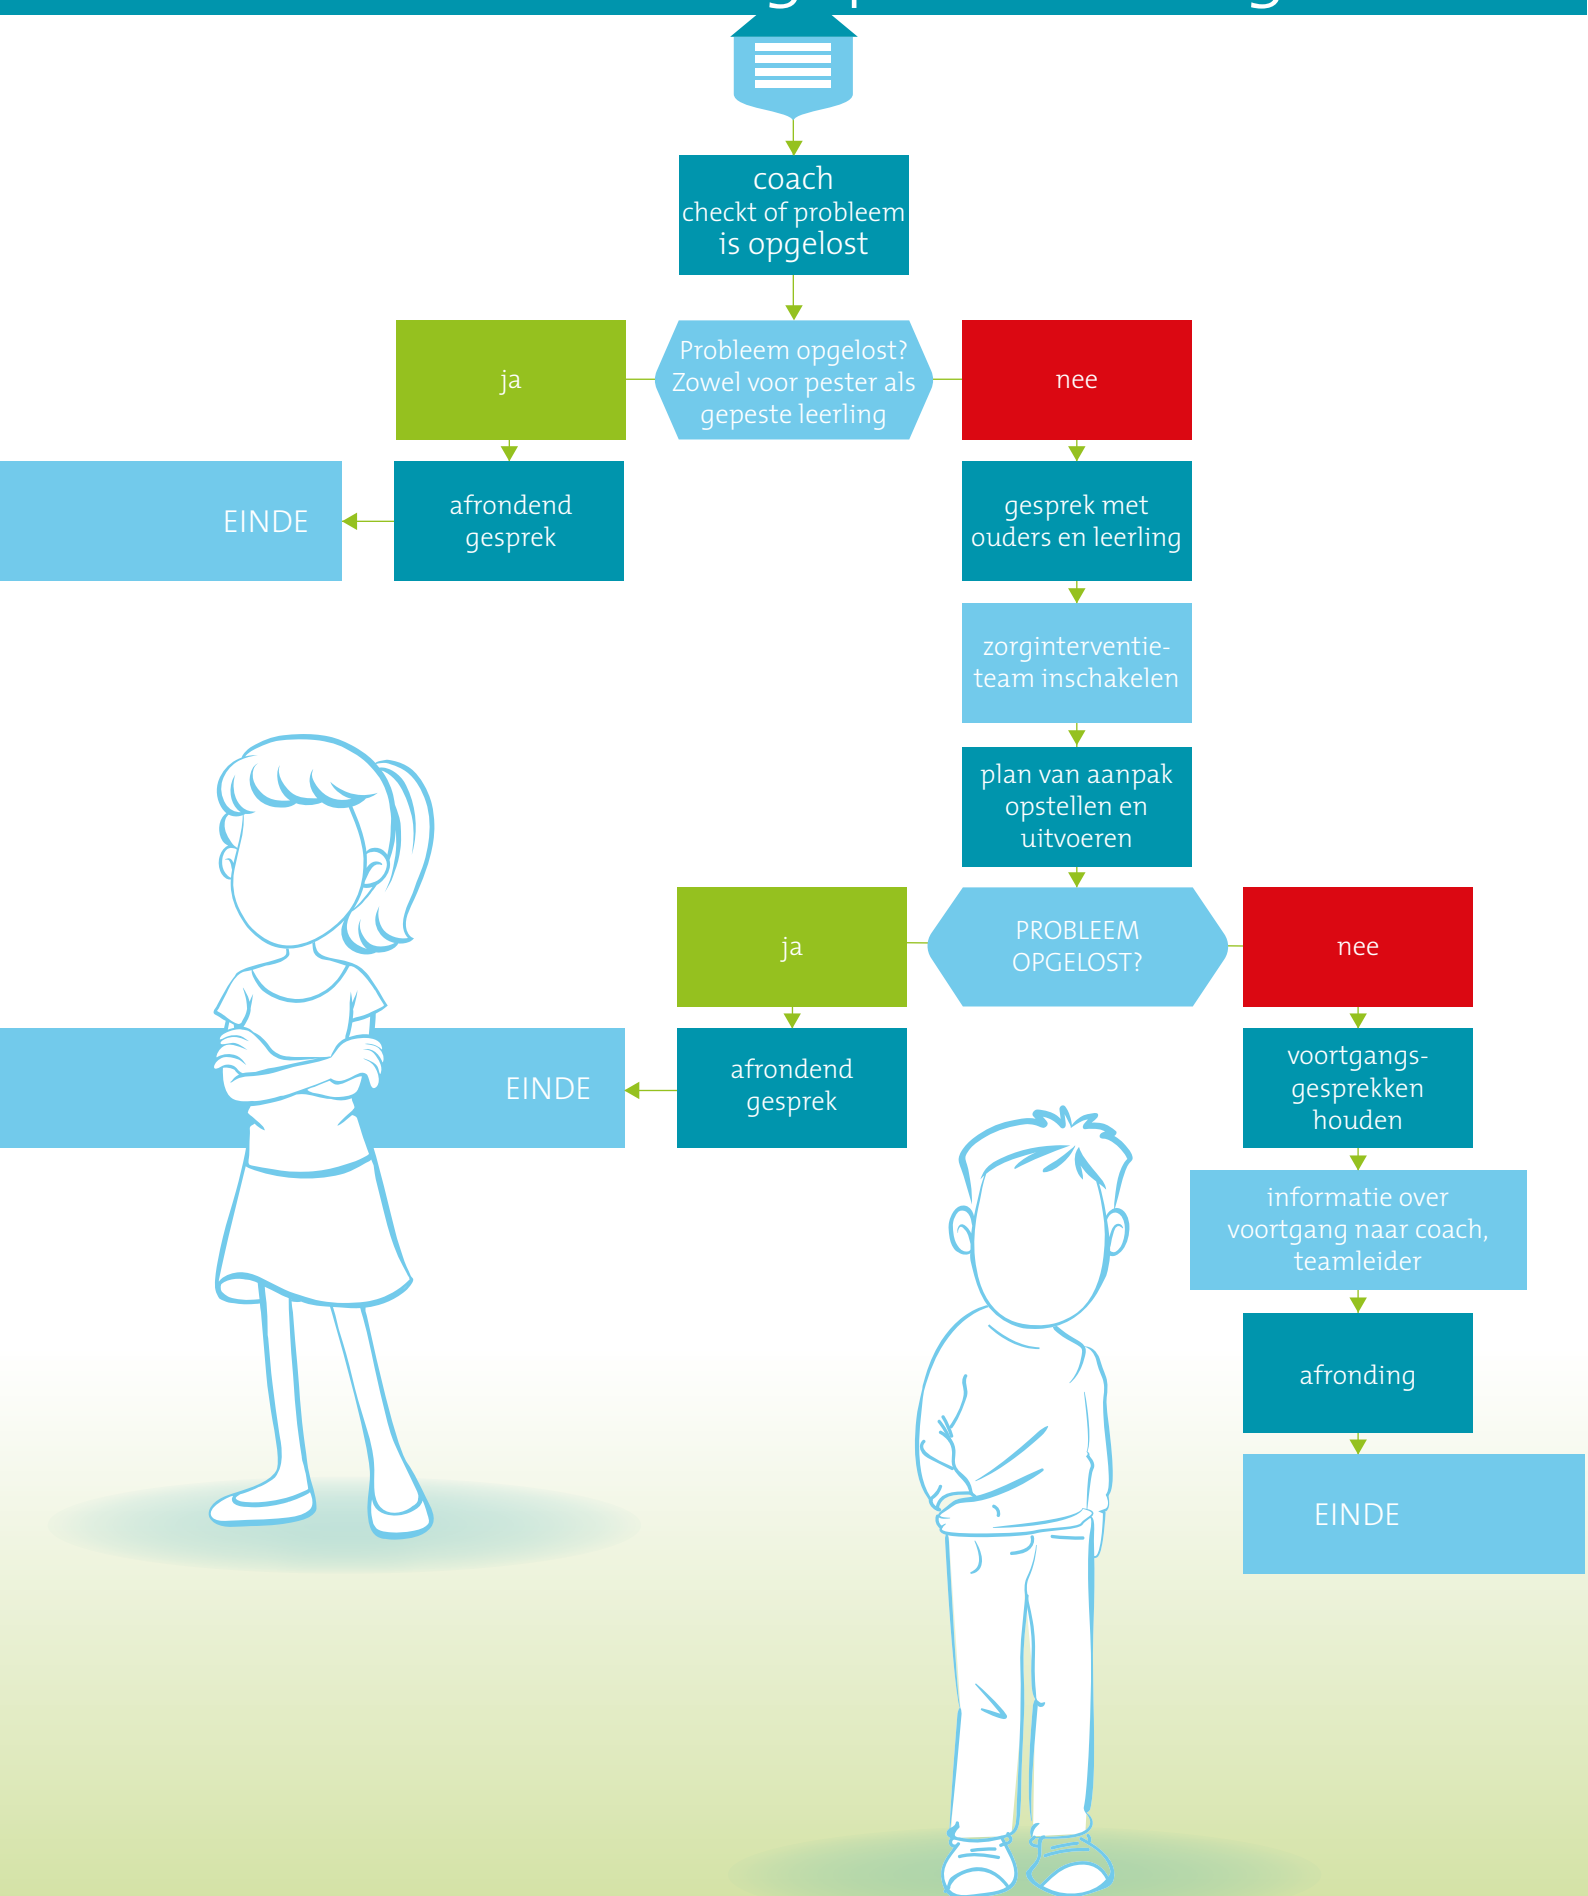 coach
checkt of probleem
is opgelost
ja
Probleem opgelost?
Zowel voor pester als
gepeste leerling
nee
EINDE
afrondend
gesprek
gesprek met
ouders en leerling
zorginterventie-
team inschakelen
plan van aanpak
opstellen en
uitvoeren
ja
PROBLEEM
OPGELOST?
nee
EINDE
afrondend
gesprek
voortgangs-
gesprekken
houden
informatie over
voortgang naar coach,
teamleider
afronding
EINDE